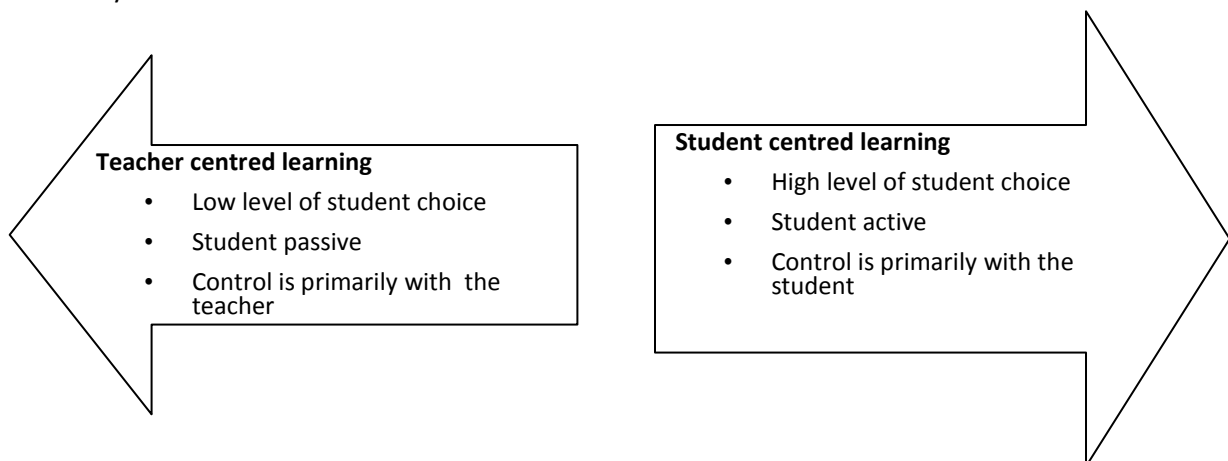 Teacher centred learning
• Low level of student choice
• Student passive
• Control is primarily with the
teacher
Student centred learning
• High level of student choice
• Student active
• Control is primarily with the
student